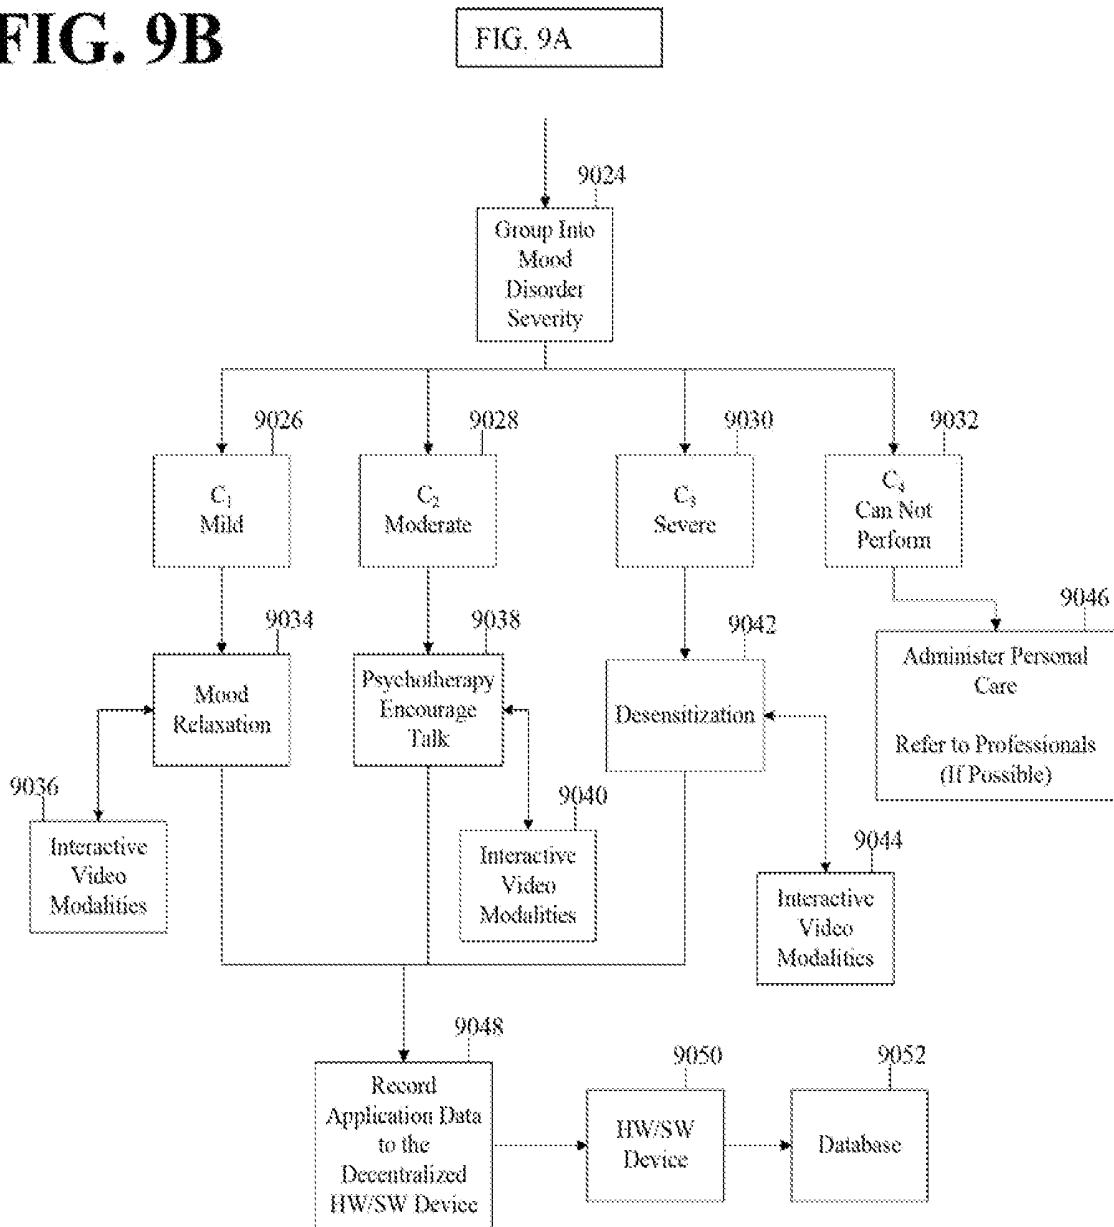 FIG. 9B
FIG. 9A
9024
Group Into
Mood
Disorder
Severity
9026
9028
9030
9032
C₁
Mild
C₂
Moderate
C₃
Severe
C₄
Can Not
Perform
9034
9038
9042
9046
Mood
Relaxation
Psychotherapy
Encourage
Talk
Desensitization
Administer Personal
Care
Refer to Professionals
(If Possible)
9036
Interactive
Video
Modalities
9040
Interactive
Video
Modalities
9044
Interactive
Video
Modalities
9048
Record
Application Data
to the
Decentralized
HW/SW Device
9050
HW/SW
Device
9052
Database